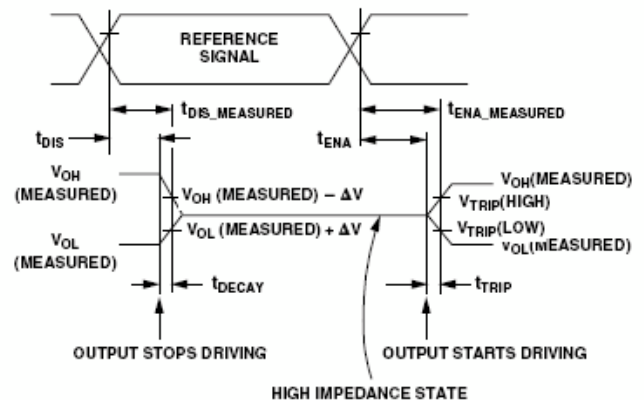 REFERENCE
SIGNAL
tDIS_MEASURED
tENA_MEASURED
tDIS
tENA
VOH
(MEASURED)
VOH (MEASURED) – ΔV
VOH(MEASURED)
VTRIP(HIGH)
VOL
(MEASURED)
VOL (MEASURED) + ΔV
VTRIP(LOW)
VOL(MEASURED)
tDECAY
tTRIP
OUTPUT STOPS DRIVING
OUTPUT STARTS DRIVING
HIGH IMPEDANCE STATE